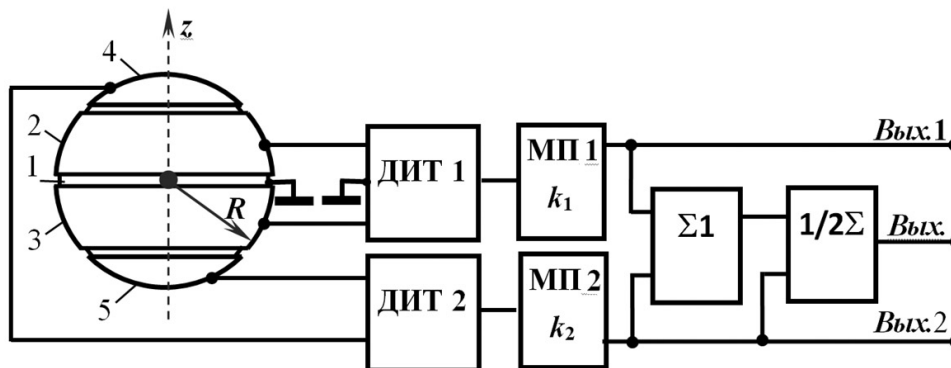 z
4
2
1
3
5
R
ДИТ 1
ДИТ 2
МП 1
k1
МП 2
k2
Σ1
1/2Σ
Вых.1
Вых.
Вых.2